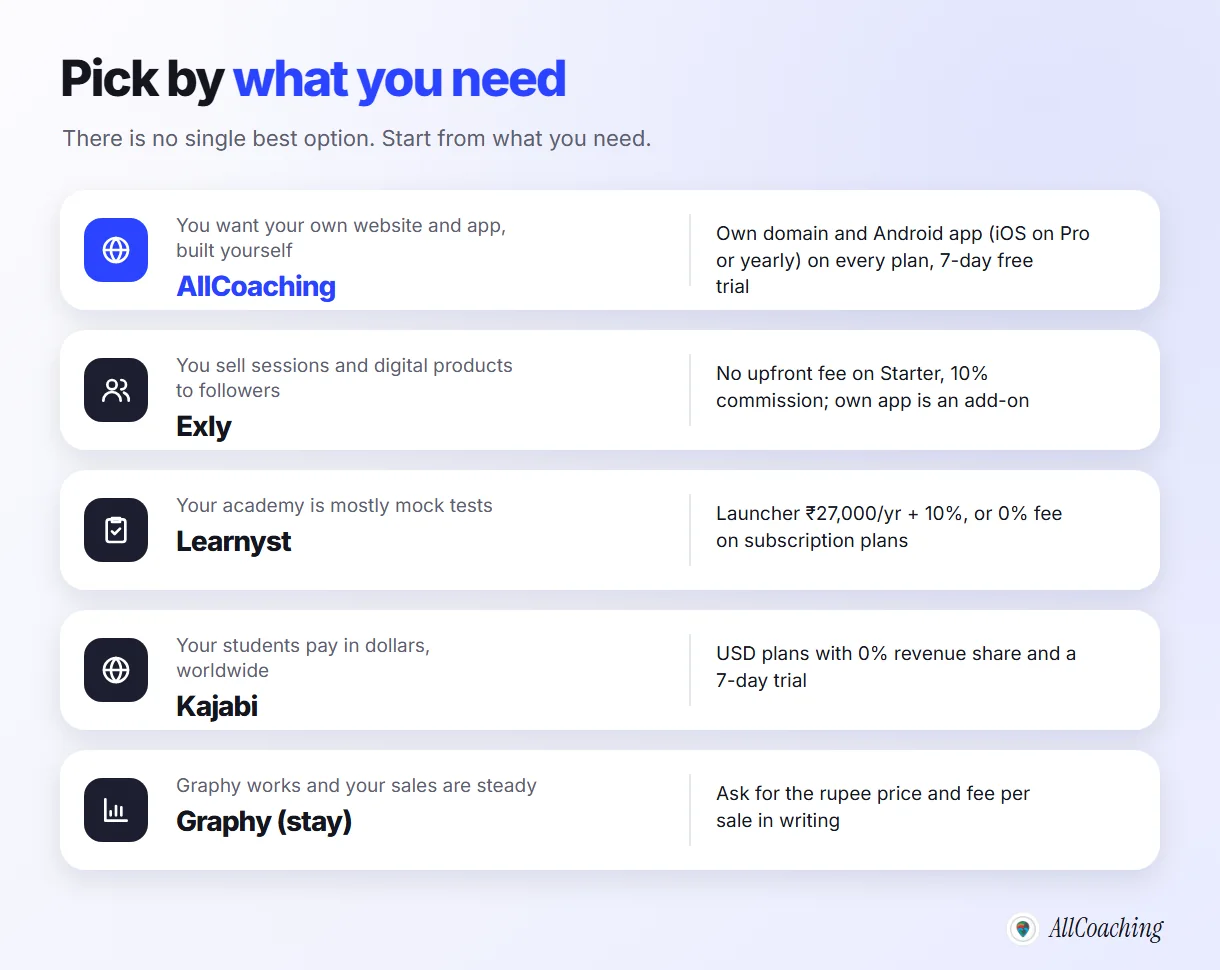 Pick by what you need
There is no single best option. Start from what you need.
You want your own website and app,
built yourself
AllCoaching
Own domain and Android app (iOS on Pro
or yearly) on every plan, 7-day free
trial
You sell sessions and digital products
to followers
Exly
No upfront fee on Starter, 10%
commission; own app is an add-on
Your academy is mostly mock tests
Learnyst
Launcher ₹27,000/yr + 10%, or 0% fee
on subscription plans
Your students pay in dollars,
worldwide
Kajabi
USD plans with 0% revenue share and a
7-day trial
Graphy works and your sales are steady
Graphy (stay)
Ask for the rupee price and fee per
sale in writing
AllCoaching